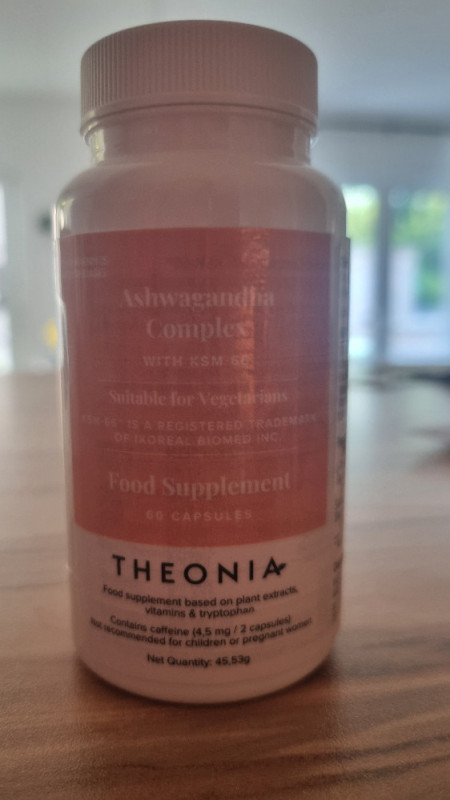 Ashwagandha
Complex
WITH KSM 66
Suitable for Vegetarians
KSM 66 IS A REGISTERED TRADEMARK
OF IXOREAL BIOMED INC
Food Supplement
60 CAPSULES
THEONIA
Food supplement based on plant extracts,
vitamins & tryptophan
Contains caffeine (4,5 mg / 2 capsules)
Not recommended for children or pregnant women
Net Quantity: 45.53g